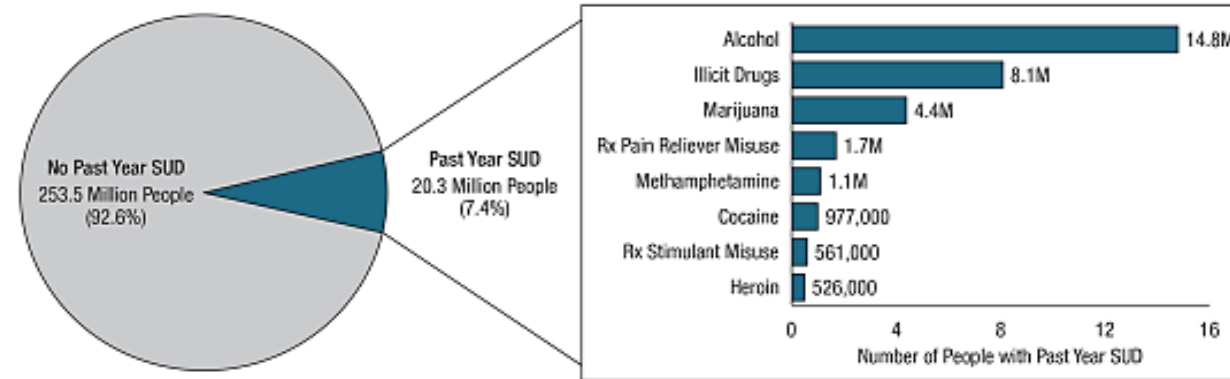 No Past Year SUD
253.5 Million People
(92.6%)
Past Year SUD
20.3 Million People
(7.4%)
Alcohol 14.8M
Illicit Drugs 8.1M
Marijuana 4.4M
Rx Pain Reliever Misuse 1.7M
Methamphetamine 1.1M
Cocaine 977,000
Rx Stimulant Misuse 561,000
Heroin 526,000
0 4 8 12 16
Number of People with Past Year SUD